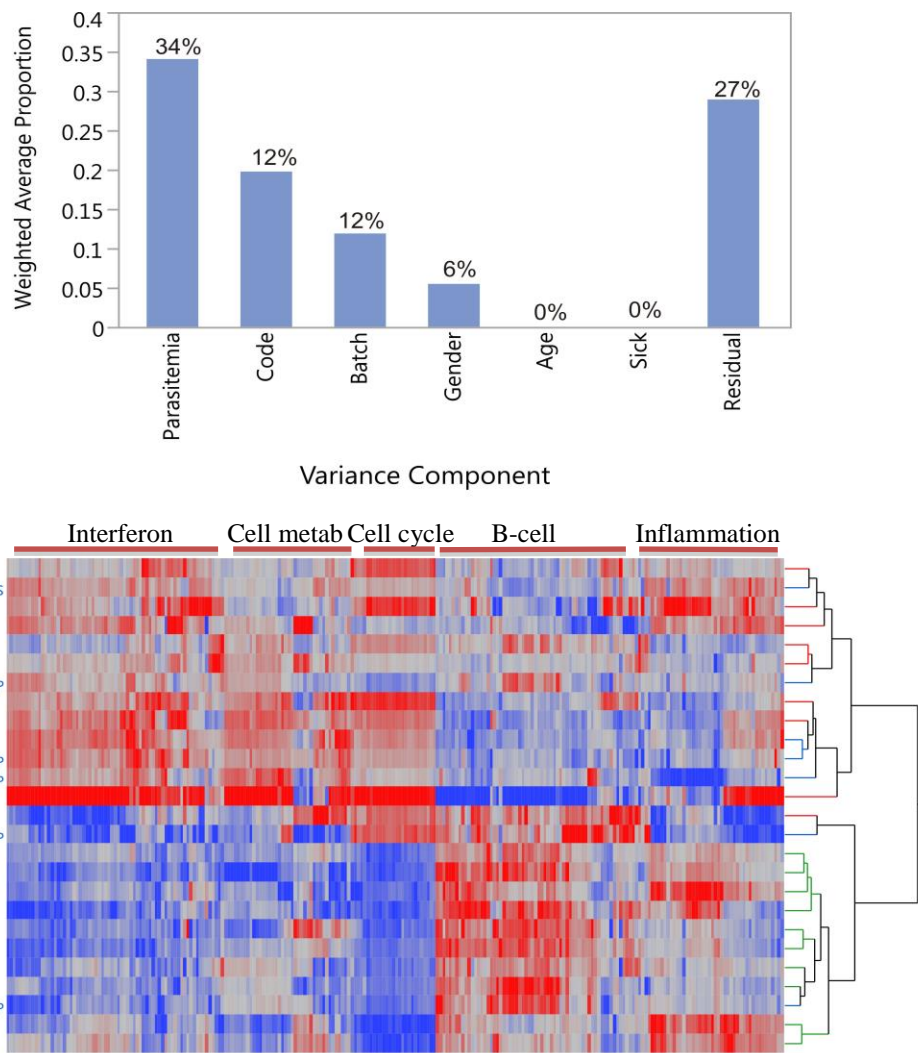 0.4
0.35
0.3
0.25
0.2
0.15
0.1
0.05
0
Weighted Average Proportion
34%
12%
12%
6%
0%
0%
27%
Parasitemia
Code
Batch
Gender
Age
Sick
Residual
Variance Component
Interferon Cell metab Cell cycle B-cell Inflammation